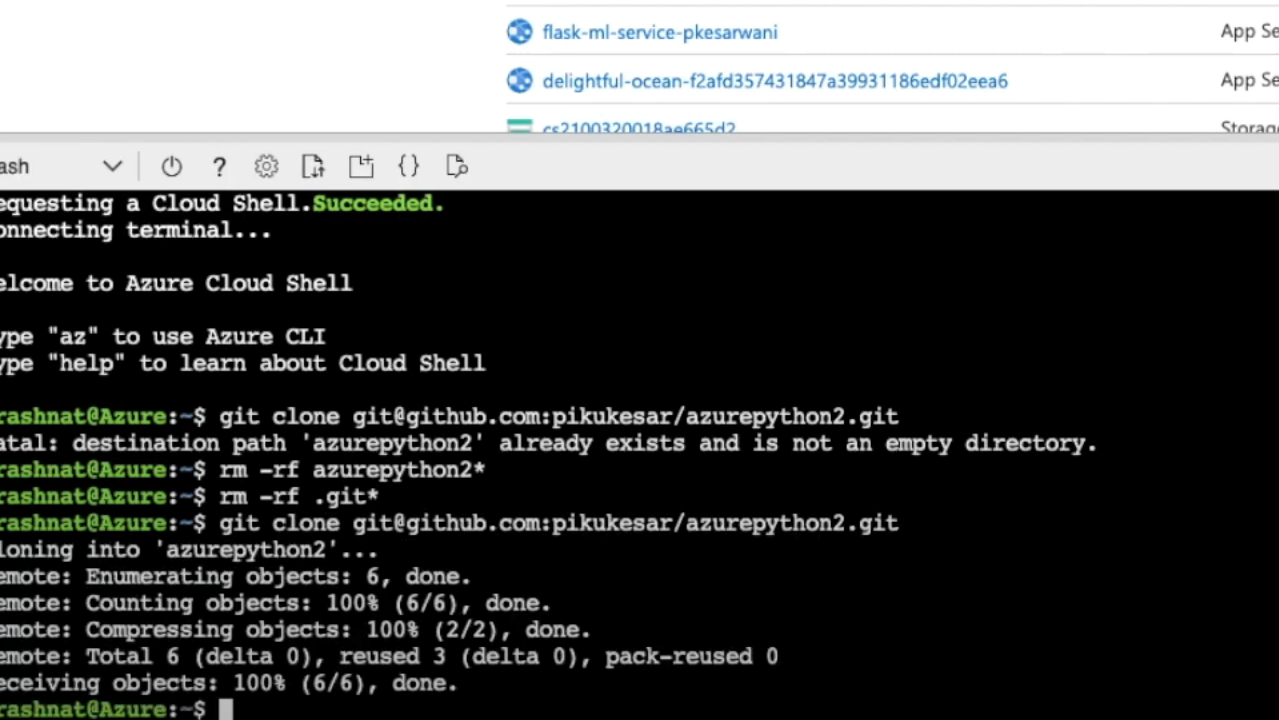 flask-ml-service-pkesarwani App Se
delightful-ocean-f2afd357431847a39931186edf02eea6 App Se
cs2100320018ae665d2 Storage
ash
equesting a Cloud Shell.Succeeded.
onnecting terminal...
elcome to Azure Cloud Shell
ype "az" to use Azure CLI
ype "help" to learn about Cloud Shell
rashnat@Azure:~$ git clone git@github.com:pikukesar/azurepython2.git
atal: destination path 'azurepython2' already exists and is not an empty directory.
rashnat@Azure:~$ rm -rf azurepython2*
rashnat@Azure:~$ rm -rf .git*
rashnat@Azure:~$ git clone git@github.com:pikukesar/azurepython2.git
loning into 'azurepython2'...
emote: Enumerating objects: 6, done.
emote: Counting objects: 100% (6/6), done.
emote: Compressing objects: 100% (2/2), done.
emote: Total 6 (delta 0), reused 3 (delta 0), pack-reused 0
eceiving objects: 100% (6/6), done.
rashnat@Azure:~$